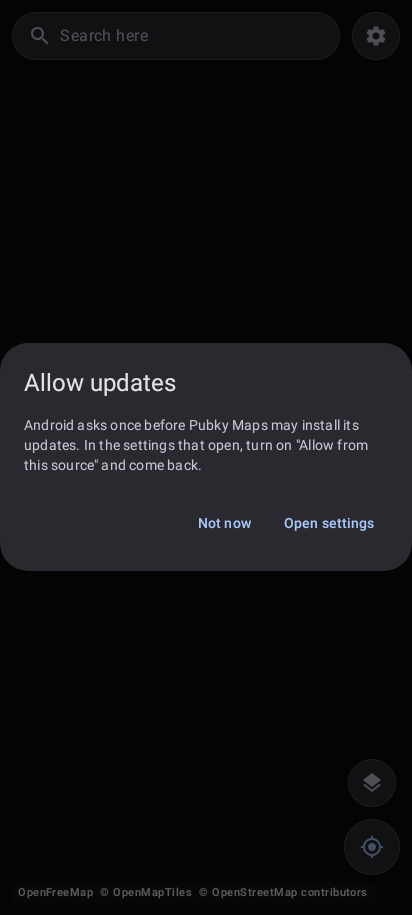 Search here
Allow updates
Android asks once before Pubky Maps may install its
updates. In the settings that open, turn on "Allow from
this source" and come back.
Not now
Open settings
OpenFreeMap © OpenMapTiles © OpenStreetMap contributors